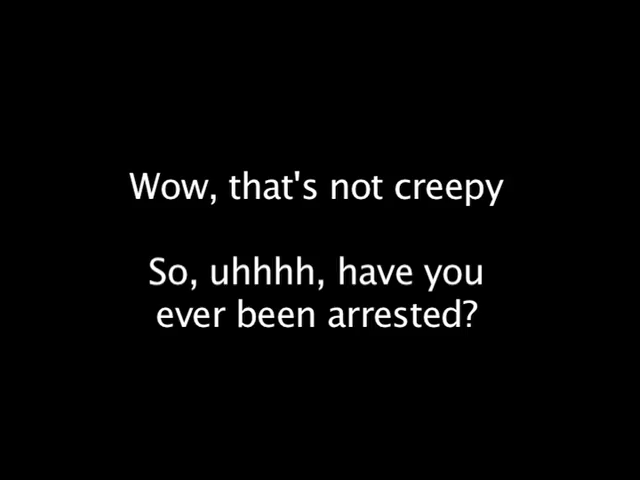 Wow, that's not creepy
So, uhhhh, have you
ever been arrested?